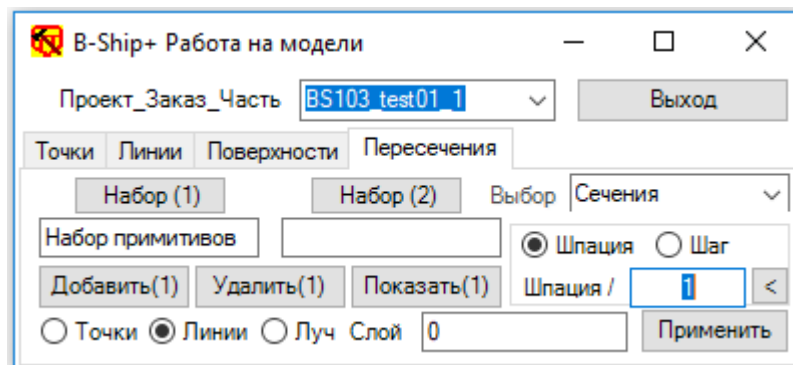 B-Ship+ Работа на модели
Проект_Заказ_Часть BS103_test01_1 Выход
Точки Линии Поверхности Пересечения
Набор (1) Набор (2) Выбор Сечения
Набор примитивов Шпация Шаг
Добавить(1) Удалить(1) Показать(1) Шпация / 1 <
Точки Линии Луч Слой 0 Применить